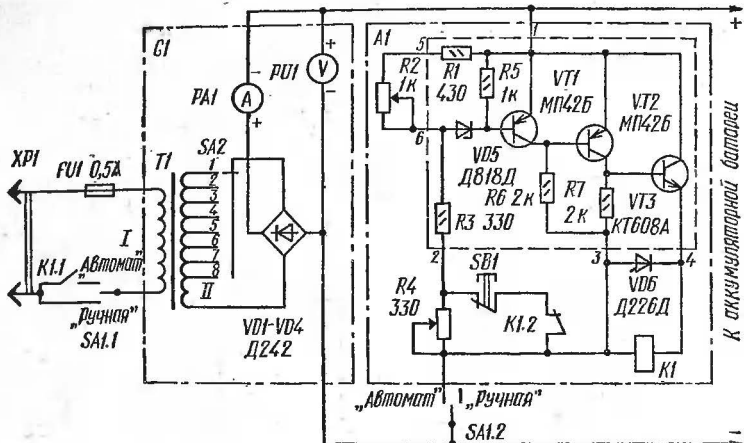 G1
A1
+
PA1
PU1
−
+
A
+
V
−
5
R2
1к
R1
430
R5
1к
1
VT1
МП42Б
VT2
МП42Б
6
VD5
Д818Д
R6 2к
R7
2к
VT3
КТ608А
R3 330
2
3
4
VD6
Д226Д
SB1
R4
330
K1.2
K1
XP1
FU1 0,5А
T1
SA2
1
2
3
4
5
6
7
8
I
II
K1.1
„Автомат"
„Ручная"
SA1.1
VD1-VD4
Д242
„Автомат"
„Ручная"
SA1.2
К аккумуляторной батареи
−